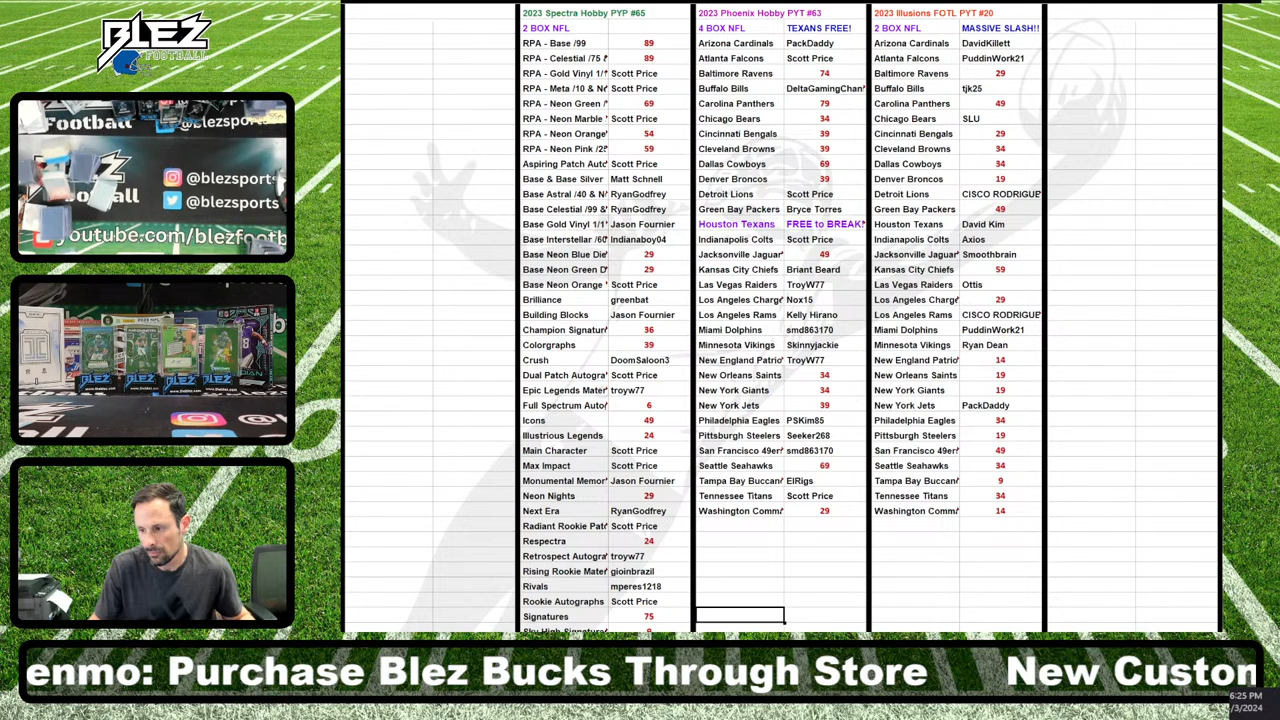 BLEZ
FOOTBALL
Football
@blezsports
@blezsports
youtube.com/blezfootb
BLEZ
BLEZ
BLEZ
BLEZ
2023 Spectra Hobby PYP #65
2 BOX NFL
RPA - Base /99 89
RPA - Celestial /75 89
RPA - Gold Vinyl 1/ Scott Price
RPA - Meta /10 & N Scott Price
RPA - Neon Green / 69
RPA - Neon Marble Scott Price
RPA - Neon Orange 54
RPA - Neon Pink /2 59
Aspiring Patch Aut Scott Price
Base & Base Silver Matt Schnell
Base Astral /40 & N RyanGodfrey
Base Celestial /99 & RyanGodfrey
Base Gold Vinyl 1/1 Jason Fournier
Base Interstellar /60 Indianaboy04
Base Neon Blue Die 29
Base Neon Green D 29
Base Neon Orange Scott Price
Brilliance greenbat
Building Blocks Jason Fournier
Champion Signatur 36
Colorgraphs 39
Crush DoomSaloon3
Dual Patch Autogra Scott Price
Epic Legends Mater troyw77
Full Spectrum Auto 6
Icons 49
Illustrious Legends 24
Main Character Scott Price
Max Impact Scott Price
Monumental Memor Jason Fournier
Neon Nights 29
Next Era RyanGodfrey
Radiant Rookie Pat Scott Price
Respectra 24
Retrospect Autogra troyw77
Rising Rookie Mater gioinbrazil
Rivals mperes1218
Rookie Autographs Scott Price
Signatures 75
2023 Phoenix Hobby PYT #63
4 BOX NFL TEXANS FREE!
Arizona Cardinals PackDaddy
Atlanta Falcons Scott Price
Baltimore Ravens 74
Buffalo Bills DeltaGamingChan
Carolina Panthers 79
Chicago Bears 34
Cincinnati Bengals 39
Cleveland Browns 39
Dallas Cowboys 69
Denver Broncos 39
Detroit Lions Scott Price
Green Bay Packers Bryce Torres
Houston Texans FREE to BREAK!
Indianapolis Colts Scott Price
Jacksonville Jaguar 49
Kansas City Chiefs Briant Beard
Las Vegas Raiders TroyW77
Los Angeles Charg Nox15
Los Angeles Rams Kelly Hirano
Miami Dolphins smd863170
Minnesota Vikings Skinnyjackie
New England Patrio TroyW77
New Orleans Saints 34
New York Giants 34
New York Jets 39
Philadelphia Eagles PSKim85
Pittsburgh Steelers Seeker268
San Francisco 49er smd863170
Seattle Seahawks 69
Tampa Bay Buccan ElRigs
Tennessee Titans Scott Price
Washington Comm 29
2023 Illusions FOTL PYT #20
2 BOX NFL MASSIVE SLASH!!
Arizona Cardinals DavidKillett
Atlanta Falcons PuddinWork21
Baltimore Ravens 29
Buffalo Bills tjk25
Carolina Panthers 49
Chicago Bears SLU
Cincinnati Bengals 29
Cleveland Browns 34
Dallas Cowboys 34
Denver Broncos 19
Detroit Lions CISCO RODRIGUE
Green Bay Packers 49
Houston Texans David Kim
Indianapolis Colts Axios
Jacksonville Jaguar Smoothbrain
Kansas City Chiefs 59
Las Vegas Raiders Ottis
Los Angeles Charg 29
Los Angeles Rams CISCO RODRIGUE
Miami Dolphins PuddinWork21
Minnesota Vikings Ryan Dean
New England Patrio 14
New Orleans Saints 19
New York Giants 19
New York Jets PackDaddy
Philadelphia Eagles 34
Pittsburgh Steelers 19
San Francisco 49er 49
Seattle Seahawks 34
Tampa Bay Buccan 9
Tennessee Titans 34
Washington Comm 14
enmo: Purchase Blez Bucks Through Store New Custon
6:25 PM
/3/2024